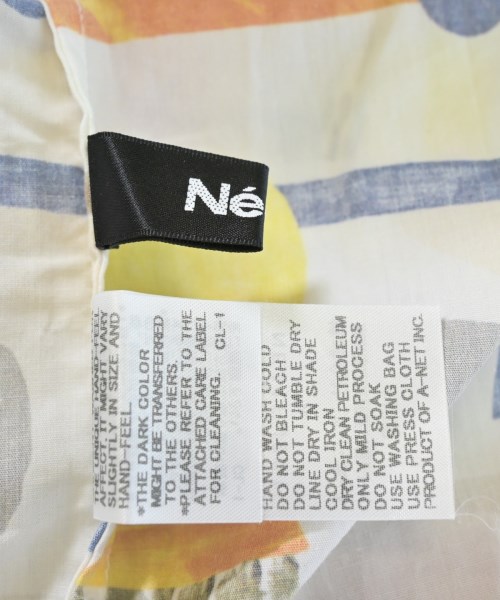 Né
THE UNIQUE HAND-FEEL
AFFECT MIGHT VARY
SLIGHTLY IN SIZE AND
HAND-FEEL.
*THE DARK COLOR
MIGHT BE TRANSFERRED
TO THE OTHERS.
*PLEASE REFER TO THE
ATTACHED CARE LABEL
FOR CLEANING. CL-1
HAND WASH COLD
DO NOT BLEACH
DO NOT TUMBLE DRY
LINE DRY IN SHADE
COOL IRON
DRY CLEAN PETROLEUM
ONLY MILD PROCESS
DO NOT SOAK
USE WASHING BAG
USE PRESS CLOTH
PRODUCT OF A-NET INC.